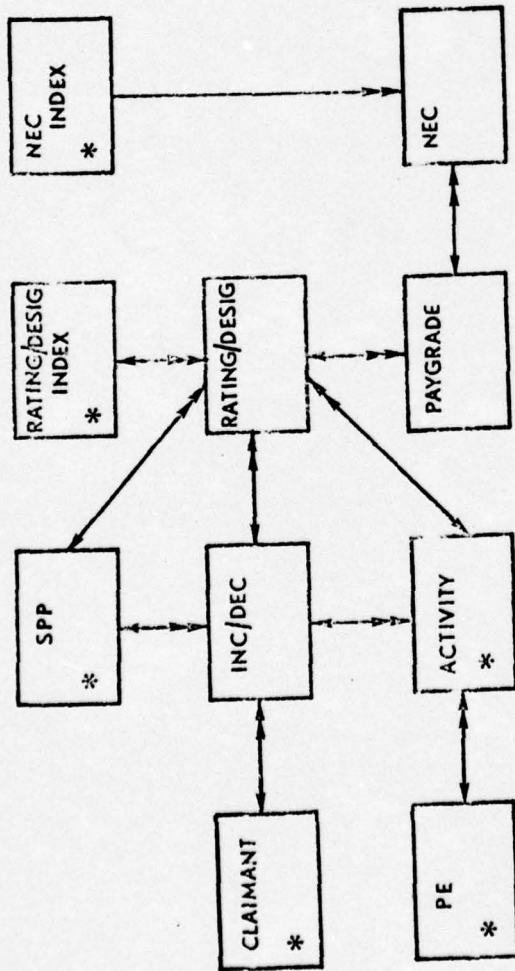 SPP
*
RATING/DESIG
INDEX
*
NEC
INDEX
*
CLAIMANT
*
INC/DEC
RATING/DESIG
PE
*
ACTIVITY
*
PAYGRADE
NEC